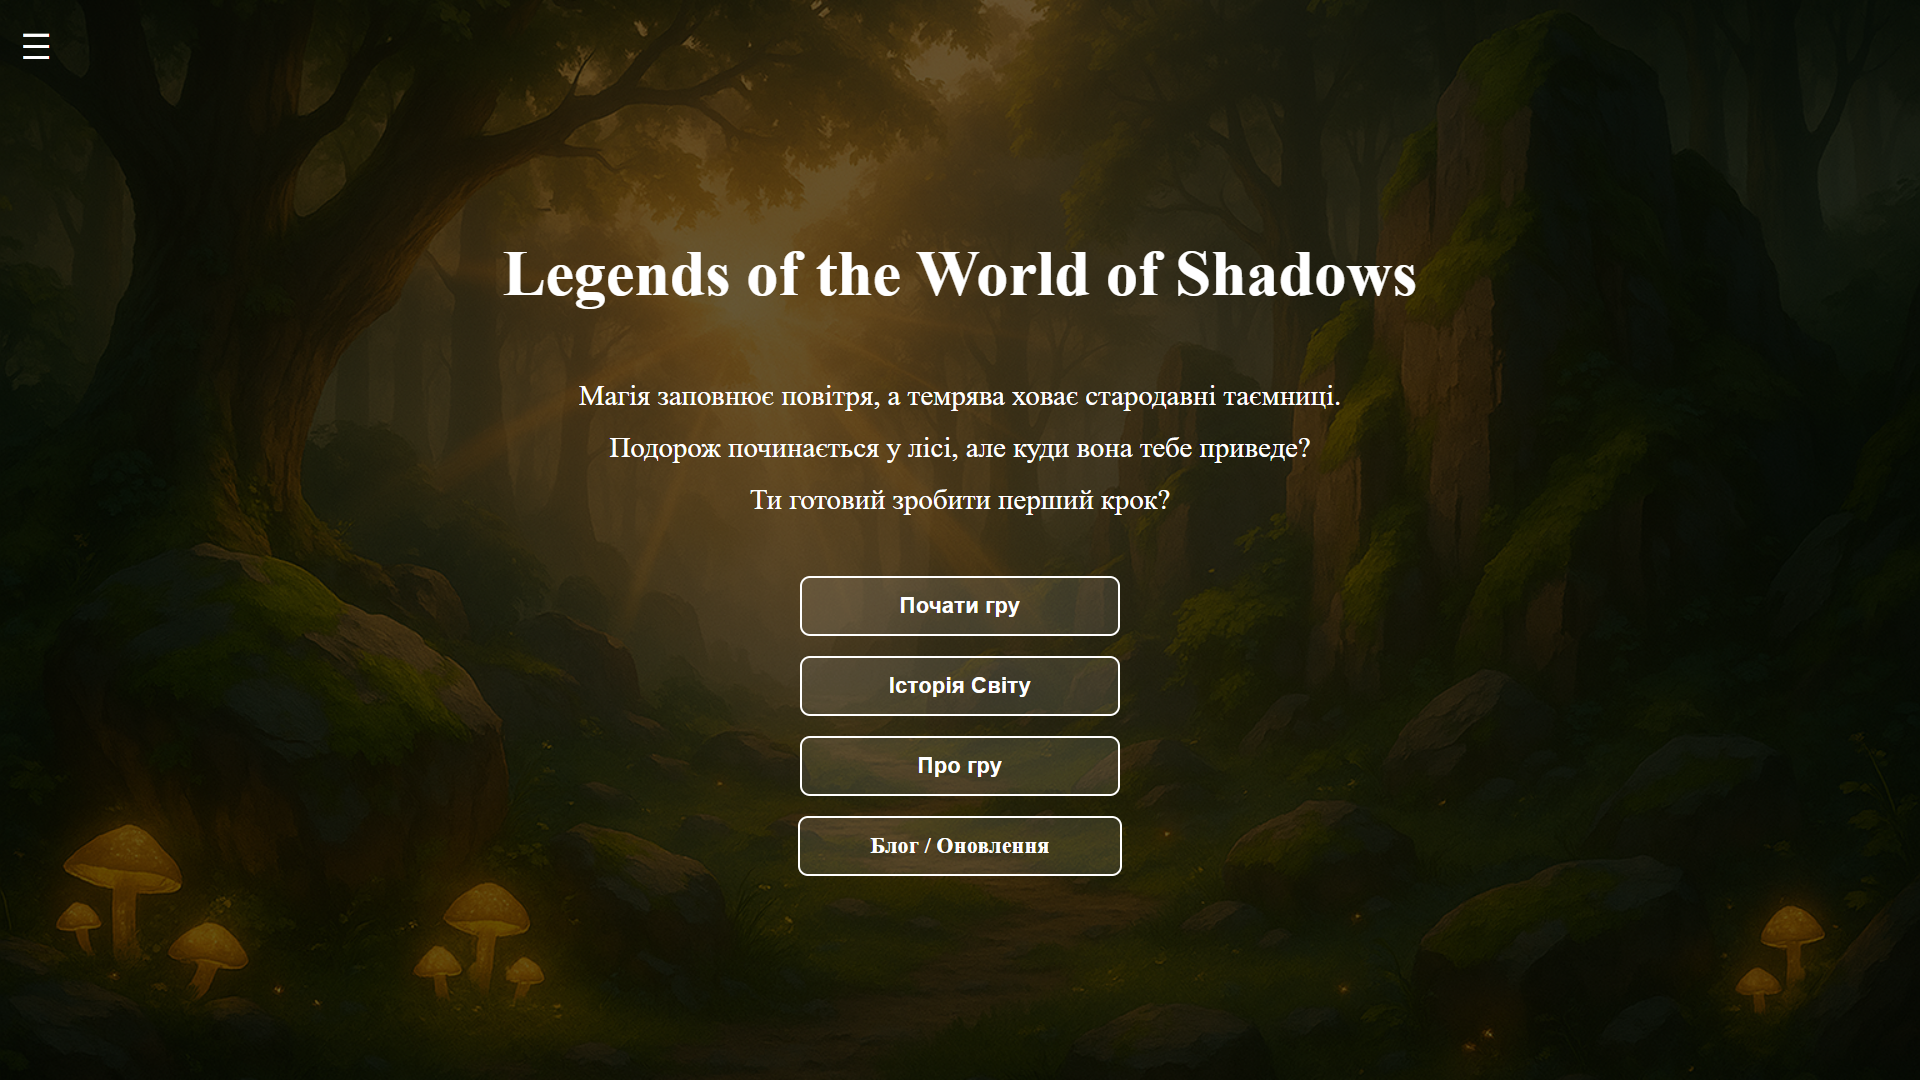 Legends of the World of Shadows
Магія заповнює повітря, а темрява ховає стародавні таємниці.
Подорож починається у лісі, але куди вона тебе приведе?
Ти готовий зробити перший крок?
Почати гру
Історія Світу
Про гру
Блог / Оновлення